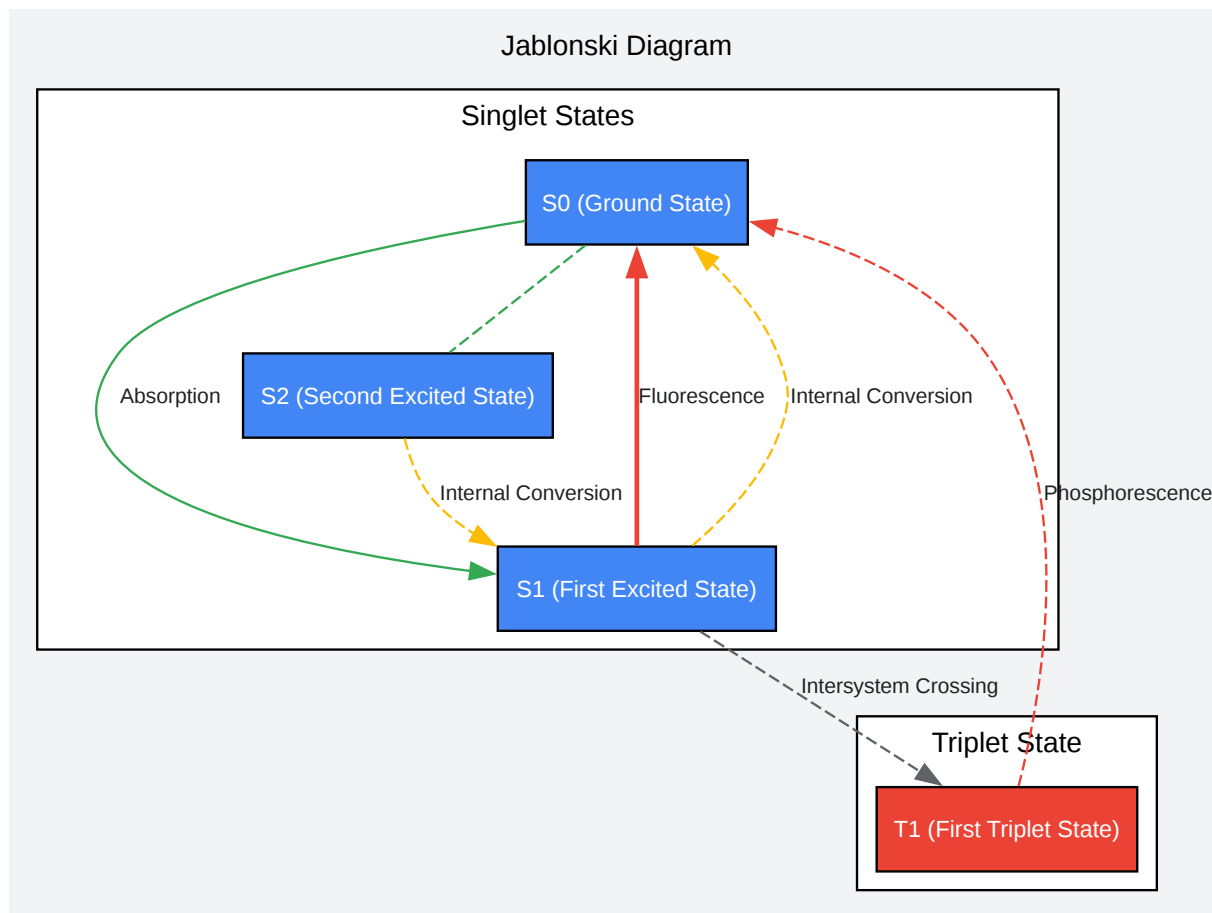 Jablonski Diagram
Singlet States
S0 (Ground State)
Absorption
S2 (Second Excited State)
Fluorescence
Internal Conversion
Internal Conversion
Phosphorescence
S1 (First Excited State)
Intersystem Crossing
Triplet State
T1 (First Triplet State)